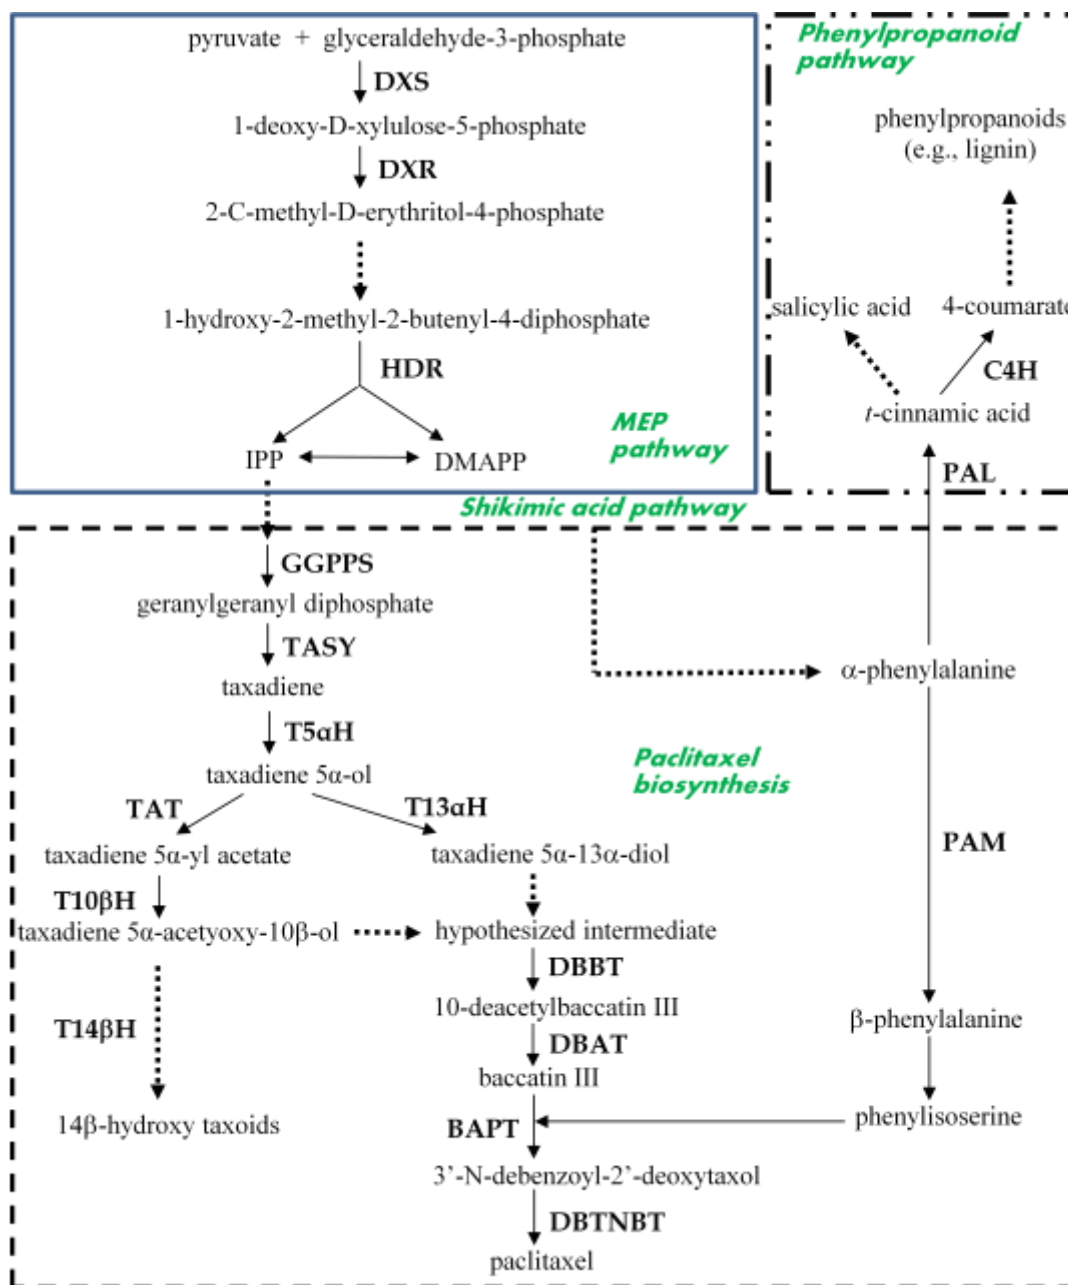 pyruvate + glyceraldehyde-3-phosphate
DXS
1-deoxy-D-xylulose-5-phosphate
DXR
2-C-methyl-D-erythritol-4-phosphate
1-hydroxy-2-methyl-2-butenyl-4-diphosphate
HDR
IPP
DMAPP
MEP
pathway
Phenylpropanoid
pathway
phenylpropanoids
(e.g., lignin)
salicylic acid
4-coumarate
C4H
t-cinnamic acid
PAL
Shikimic acid pathway
GGPPS
geranylgeranyl diphosphate
TASY
taxadiene
T5αH
taxadiene 5α-ol
TAT
T13αH
taxadiene 5α-yl acetate
taxadiene 5α-13α-diol
T10βH
taxadiene 5α-acetyoxy-10β-ol
hypothesized intermediate
DBBT
10-deacetylbaccatin III
T14βH
DBAT
baccatin III
14β-hydroxy taxoids
BAPT
3’-N-debenzoyl-2’-deoxytaxol
DBTNBT
paclitaxel
α-phenylalanine
Paclitaxel
biosynthesis
PAM
β-phenylalanine
phenylisoserine